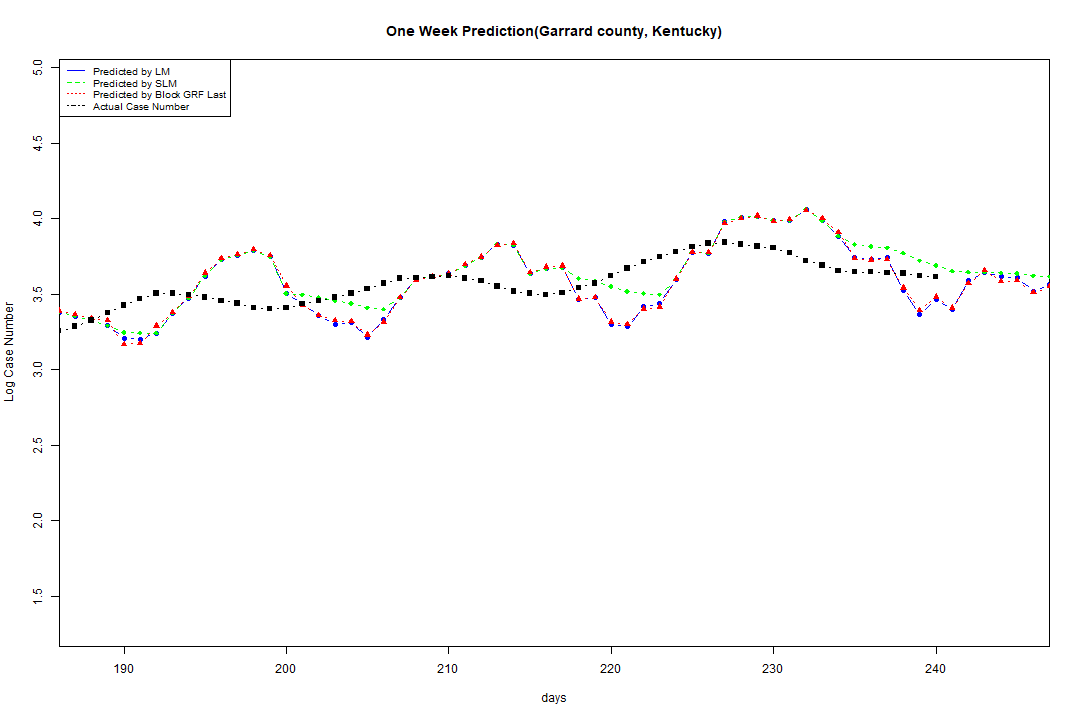 One Week Prediction(Garrard county, Kentucky)
Predicted by LM
Predicted by SLM
Predicted by Block GRF Last
Actual Case Number
5.0
4.5
4.0
3.5
3.0
2.5
2.0
1.5
Log Case Number
190 200 210 220 230 240
days